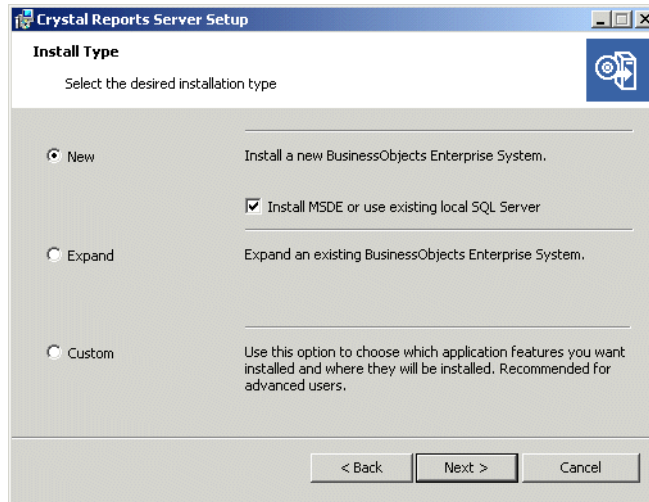 Crystal Reports Server Setup
Install Type
Select the desired installation type
New
Install a new BusinessObjects Enterprise System.
Install MSDE or use existing local SQL Server
Expand
Expand an existing BusinessObjects Enterprise System.
Custom
Use this option to choose which application features you want
installed and where they will be installed. Recommended for
advanced users.
< Back
Next >
Cancel